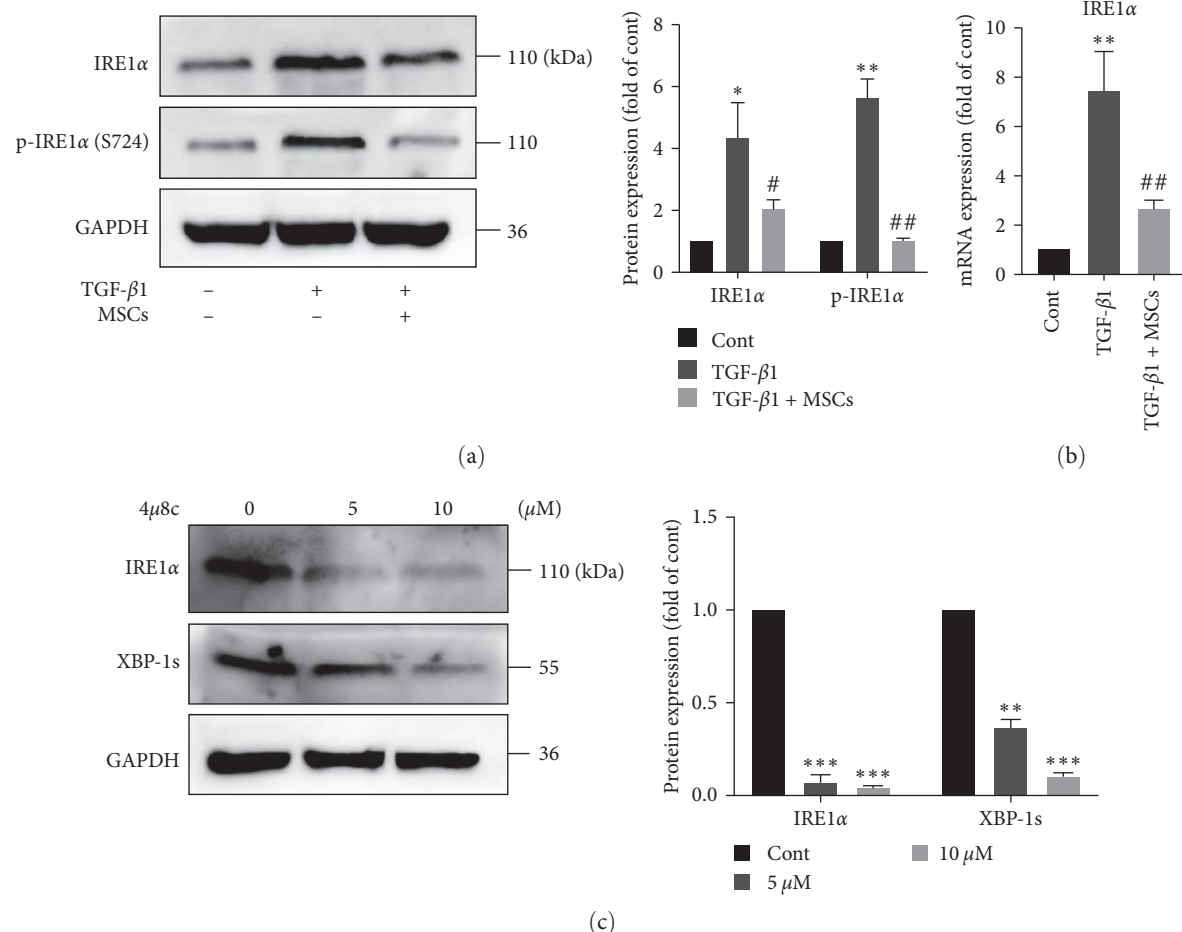 IRE1α
110 (kDa)
p-IRE1α (S724)
110
GAPDH
36
TGF-β1 – + +
MSCs – – +
Protein expression (fold of cont)
8
6
4
2
0
*
#
**
##
IRE1α p-IRE1α
Cont
TGF-β1
TGF-β1 + MSCs
(a)
IRE1α
mRNA expression (fold of cont)
10
8
6
4
2
0
**
##
Cont
TGF-β1
TGF-β1 + MSCs
(b)
4μ8c 0 5 10 (μM)
IRE1α
110 (kDa)
XBP-1s
55
GAPDH
36
Protein expression (fold of cont)
1.5
1.0
0.5
0.0
***
***
**
***
IRE1α XBP-1s
Cont
5 μM
10 μM
(c)